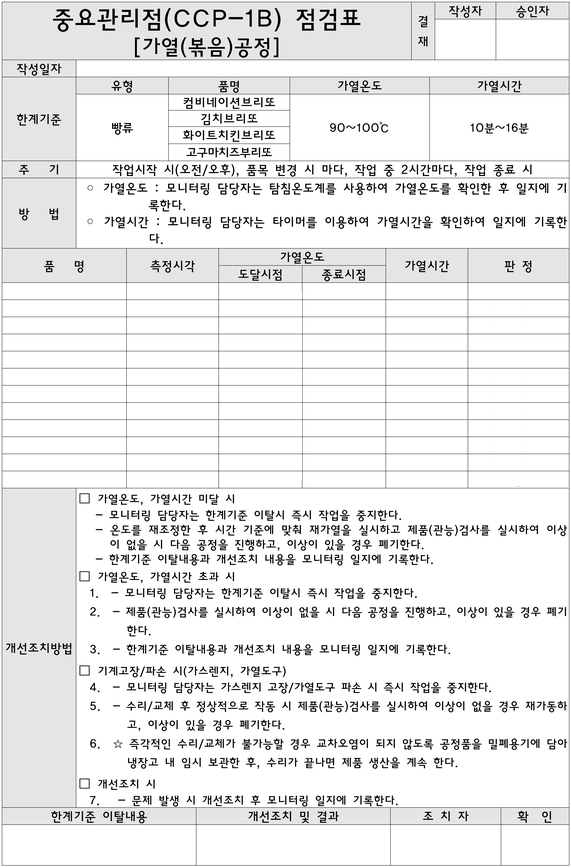 중요관리점(CCP-1B) 점검표
[가열(볶음)공정]
결재
작성자
승인자
작성일자
한계기준
유형
품명
가열온도
가열시간
빵류
컴비네이션브리또
김치브리또
화이트치킨브리또
고구마치즈부리또
90~100℃
10분~16분
주 기
작업시작 시(오전/오후), 품목 변경 시 마다, 작업 중 2시간마다, 작업 종료 시
방 법
○ 가열온도 : 모니터링 담당자는 탐침온도계를 사용하여 가열온도를 확인한 후 일지에 기
록한다.
○ 가열시간 : 모니터링 담당자는 타이머를 이용하여 가열시간을 확인하여 일지에 기록한
다.
품 명
측정시각
가열온도
도달시점
종료시점
가열시간
판 정
개선조치방법
□ 가열온도, 가열시간 미달 시
- 모니터링 담당자는 한계기준 이탈시 즉시 작업을 중지한다.
- 온도를 재조정한 후 시간 기준에 맞춰 재가열을 실시하고 제품(관능)검사를 실시하여 이상
이 없을 시 다음 공정을 진행하고, 이상이 있을 경우 폐기한다.
- 한계기준 이탈내용과 개선조치 내용을 모니터링 일지에 기록한다.
□ 가열온도, 가열시간 초과 시
1. - 모니터링 담당자는 한계기준 이탈시 즉시 작업을 중지한다.
2. - 제품(관능)검사를 실시하여 이상이 없을 시 다음 공정을 진행하고, 이상이 있을 경우 폐기
한다.
3. - 한계기준 이탈내용과 개선조치 내용을 모니터링 일지에 기록한다.
□ 기계고장/파손 시(가스렌지, 가열도구)
4. - 모니터링 담당자는 가스렌지 고장/가열도구 파손 시 즉시 작업을 중지한다.
5. - 수리/교체 후 정상적으로 작동 시 제품(관능)검사를 실시하여 이상이 없을 경우 재가동하
고, 이상이 있을 경우 폐기한다.
6. ☆ 즉각적인 수리/교체가 불가능할 경우 교차오염이 되지 않도록 공정품을 밀폐용기에 담아
냉장고 내 임시 보관한 후, 수리가 끝나면 제품 생산을 계속 한다.
□ 개선조치 시
7. - 문제 발생 시 개선조치 후 모니터링 일지에 기록한다.
한계기준 이탈내용
개선조치 및 결과
조 치 자
확 인